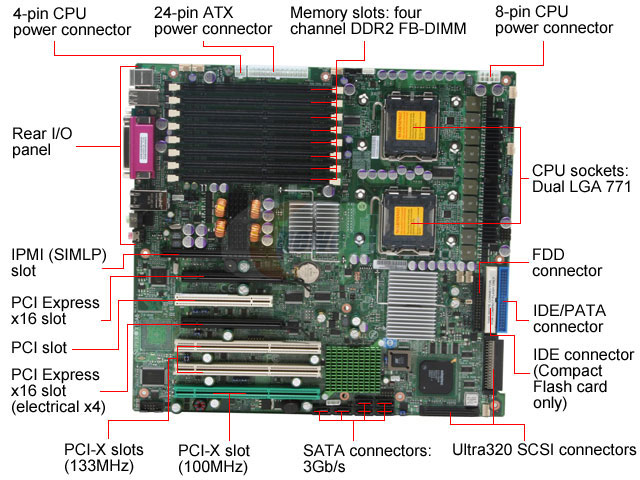 4-pin CPU
power connector
24-pin ATX
power connector
Memory slots: four
channel DDR2 FB-DIMM
8-pin CPU
power connector
Rear I/O
panel
CPU sockets:
Dual LGA 771
IPMI (SIMLP)
slot
FDD
connector
PCI Express
x16 slot
IDE/PATA
connector
PCI slot
IDE connector
(Compact
Flash card
only)
PCI Express
x16 slot
(electrical x4)
PCI-X slots
(133MHz)
PCI-X slot
(100MHz)
SATA connectors:
3Gb/s
Ultra320 SCSI connectors